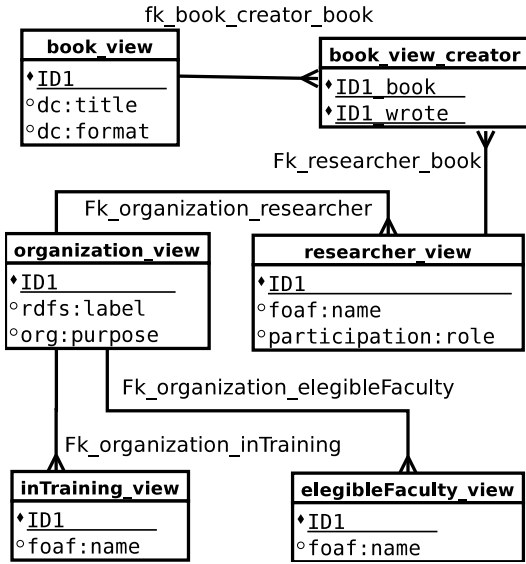 fk_book_creator_book
book_view
ID1
dc:title
dc:format
book_view_creator
ID1_book
ID1_wrote
Fk_researcher_book
Fk_organization_researcher
organization_view
ID1
rdfs:label
org:purpose
researcher_view
ID1
foaf:name
participation:role
Fk_organization_elegibleFaculty
Fk_organization_inTraining
inTraining_view
ID1
foaf:name
elegibleFaculty_view
ID1
foaf:name